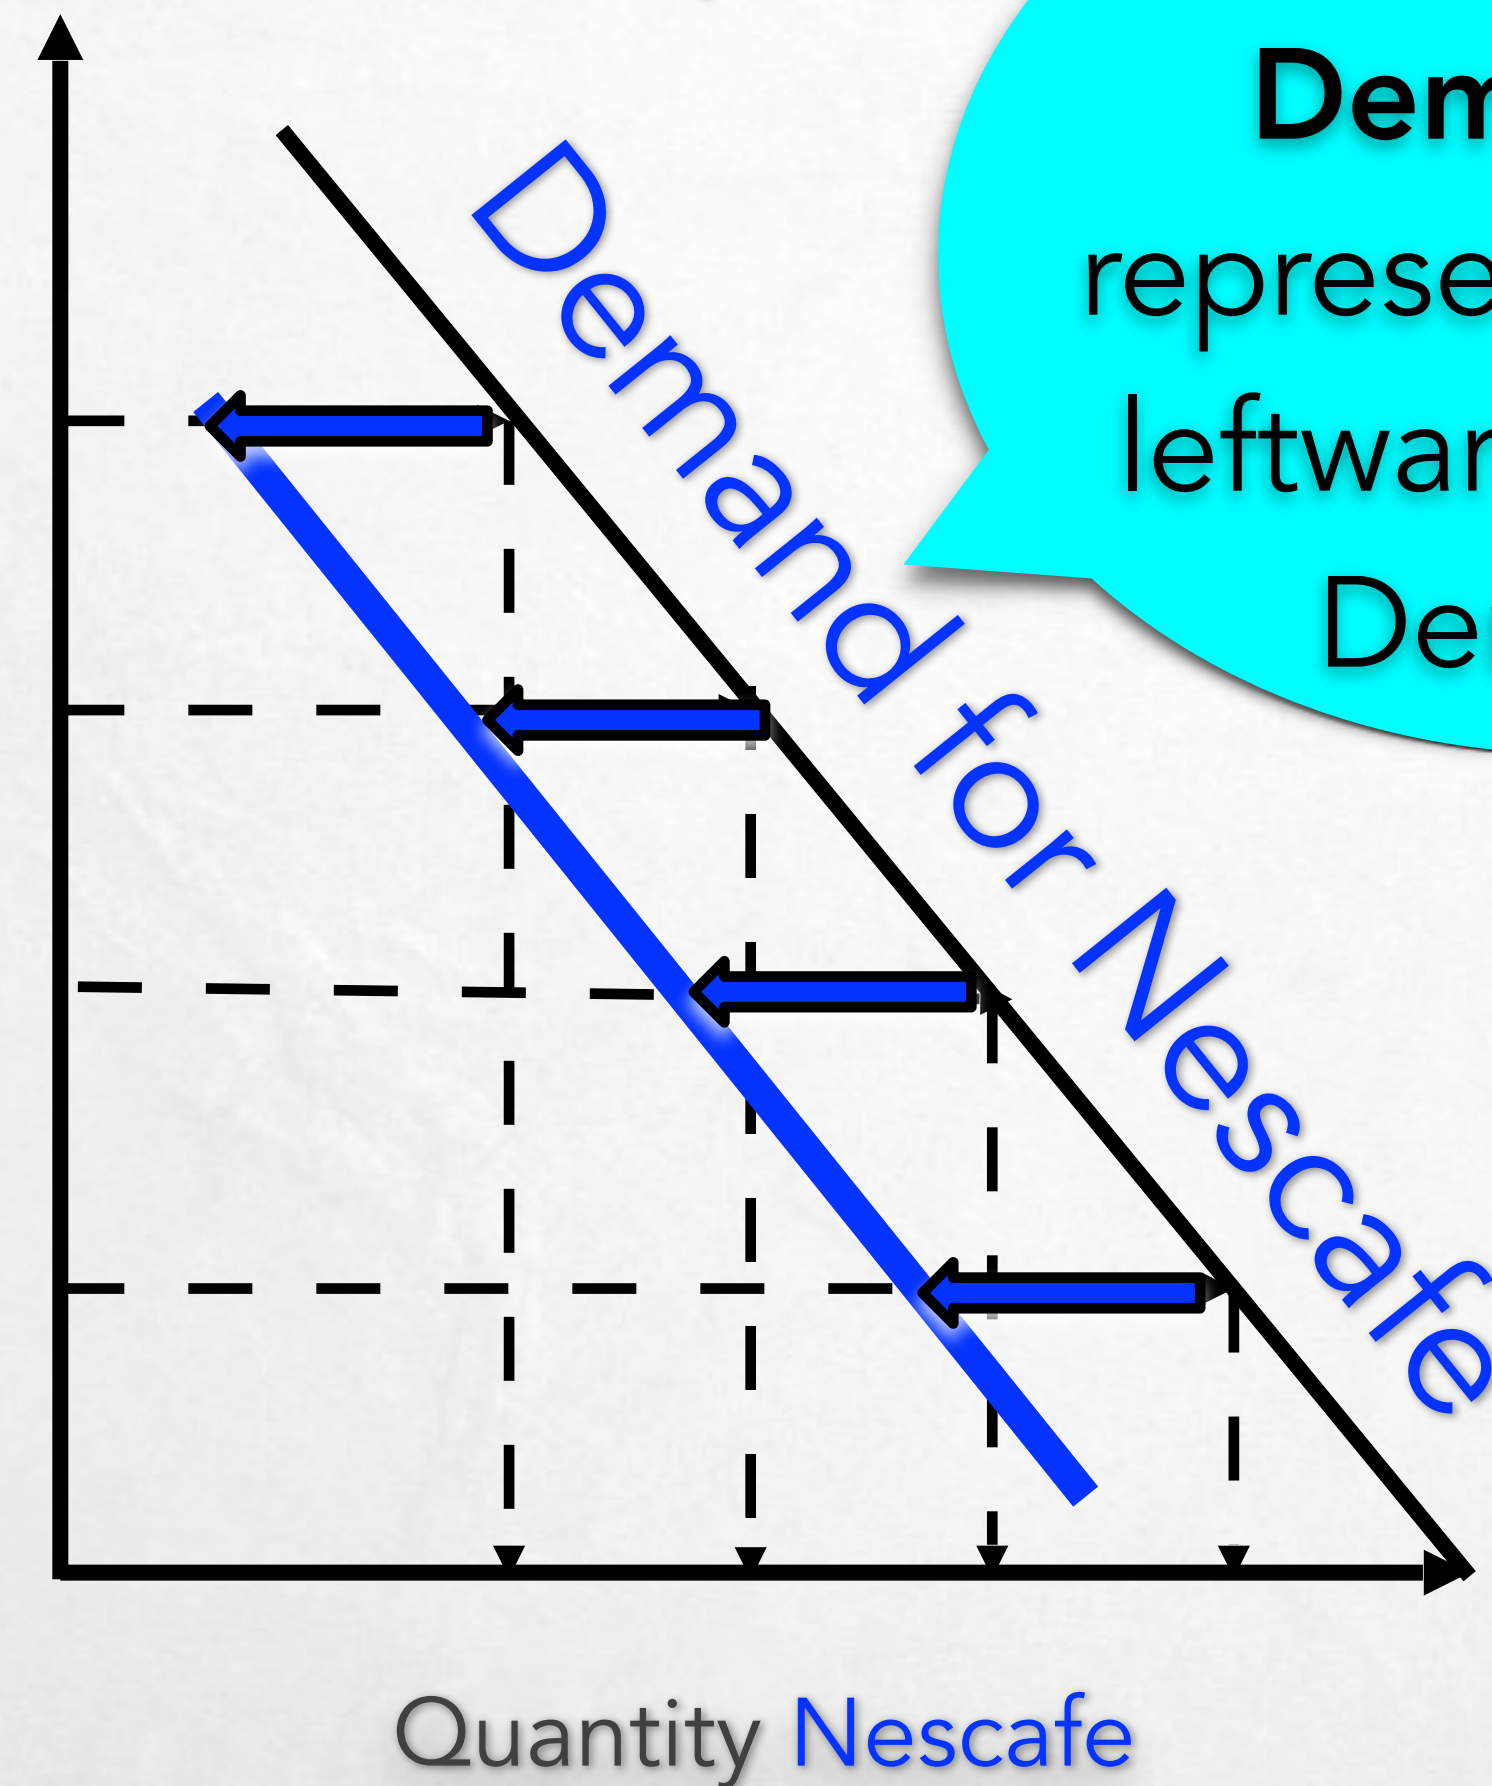 Dem
represe
leftwar
De
Demand for Nescafe
Quantity Nescafe